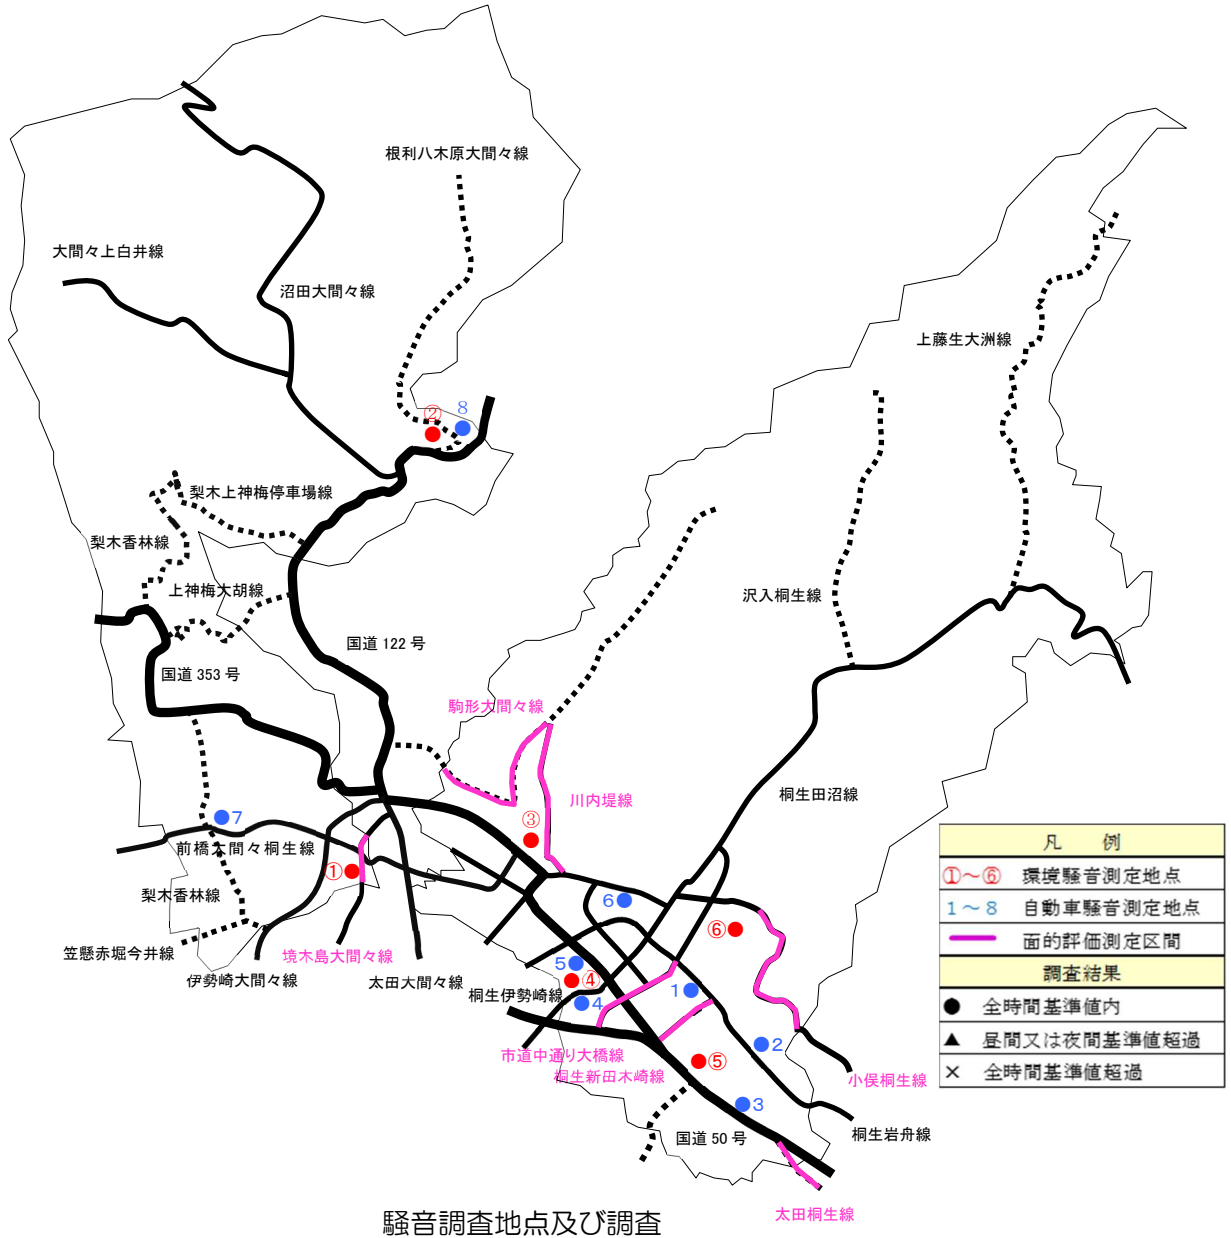 根利八木原大間々線
大間々上白井線
沼田大間々線
上藤生大洲線
②
8
梨木上神梅停車場線
梨木香林線
上神梅大胡線
沢入桐生線
国道 122 号
国道 353 号
駒形大間々線
桐生田沼線
川内堤線
③
7
前橋大間々桐生線
①
梨木香林線
6
⑥
笠懸赤堀今井線
伊勢崎大間々線
境木島大間々線
太田大間々線
5
④
桐生伊勢崎線
4
1
2
市道中通り大橋線
桐生新田木崎線
⑤
小俣桐生線
3
国道 50 号
桐生岩舟線
太田桐生線
凡 例
①～⑥ 環境騒音測定地点
1～8 自動車騒音測定地点
面的評価測定区間
調査結果
● 全時間基準値内
▲ 昼間又は夜間基準値超過
× 全時間基準値超過
騒音調査地点及び調査